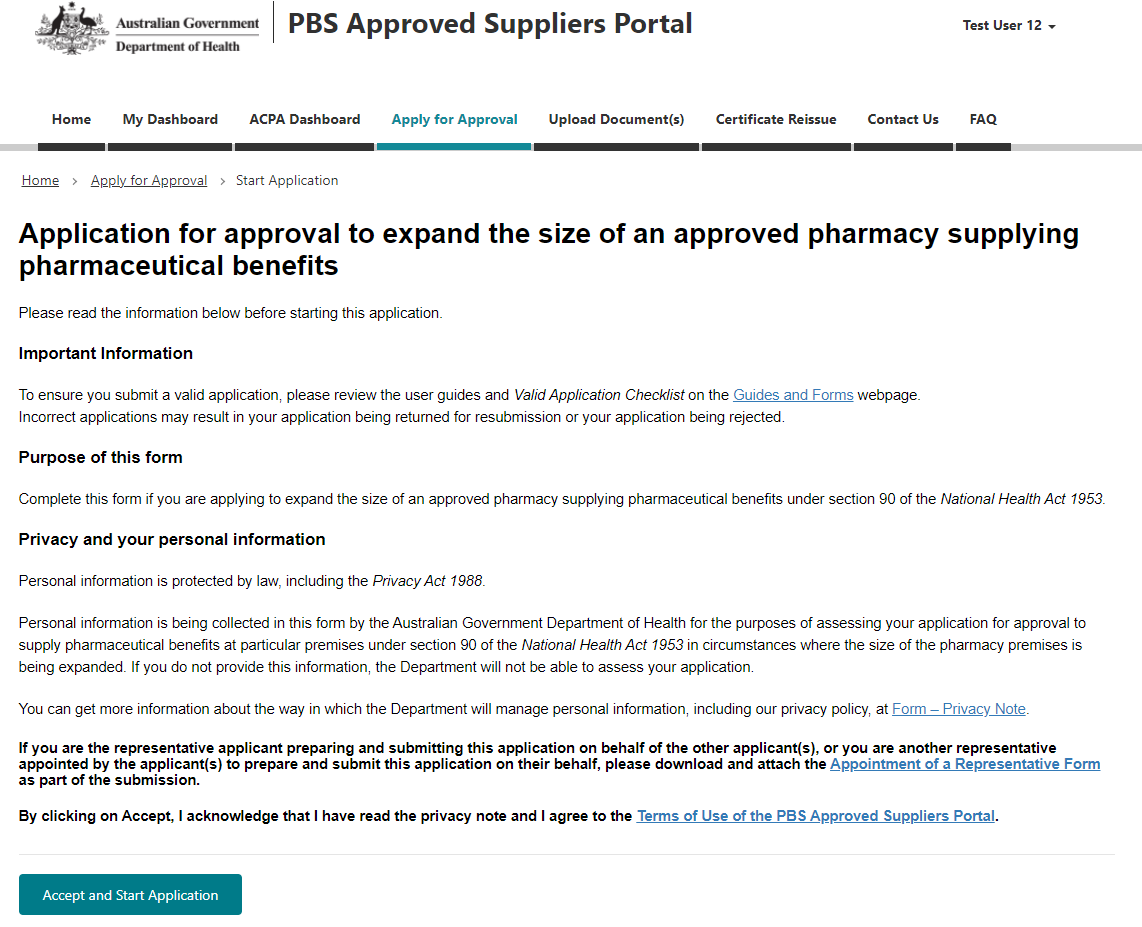 Australian Government
Department of Health
PBS Approved Suppliers Portal
Test User 12
Home
My Dashboard
ACPA Dashboard
Apply for Approval
Upload Document(s)
Certificate Reissue
Contact Us
FAQ
Home > Apply for Approval > Start Application
Application for approval to expand the size of an approved pharmacy supplying
pharmaceutical benefits
Please read the information below before starting this application.
Important Information
To ensure you submit a valid application, please review the user guides and Valid Application Checklist on the Guides and Forms webpage.
Incorrect applications may result in your application being returned for resubmission or your application being rejected.
Purpose of this form
Complete this form if you are applying to expand the size of an approved pharmacy supplying pharmaceutical benefits under section 90 of the National Health Act 1953.
Privacy and your personal information
Personal information is protected by law, including the Privacy Act 1988.
Personal information is being collected in this form by the Australian Government Department of Health for the purposes of assessing your application for approval to
supply pharmaceutical benefits at particular premises under section 90 of the National Health Act 1953 in circumstances where the size of the pharmacy premises is
being expanded. If you do not provide this information, the Department will not be able to assess your application.
You can get more information about the way in which the Department will manage personal information, including our privacy policy, at Form – Privacy Note.
If you are the representative applicant preparing and submitting this application on behalf of the other applicant(s), or you are another representative
appointed by the applicant(s) to prepare and submit this application on their behalf, please download and attach the Appointment of a Representative Form
as part of the submission.
By clicking on Accept, I acknowledge that I have read the privacy note and I agree to the Terms of Use of the PBS Approved Suppliers Portal.
Accept and Start Application